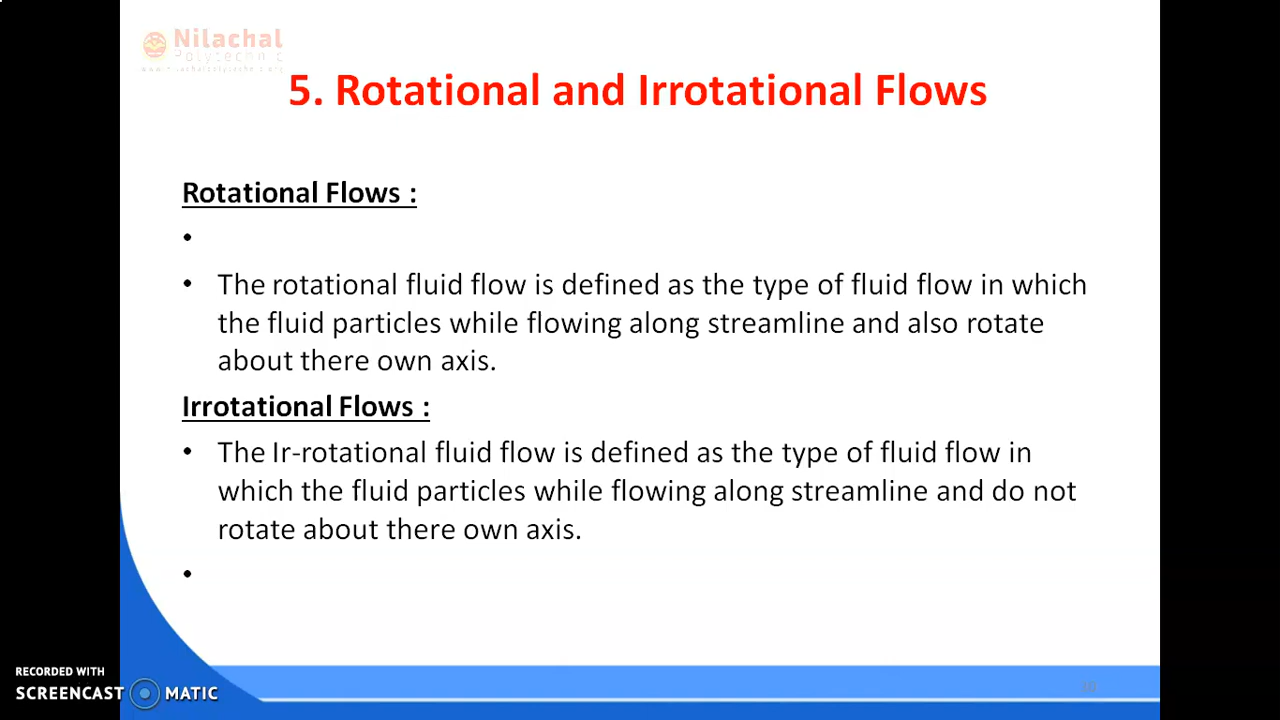 Nilachal
Polytechnic
5. Rotational and Irrotational Flows
Rotational Flows :
•
• The rotational fluid flow is defined as the type of fluid flow in which
the fluid particles while flowing along streamline and also rotate
about there own axis.
Irrotational Flows :
• The Ir-rotational fluid flow is defined as the type of fluid flow in
which the fluid particles while flowing along streamline and do not
rotate about there own axis.
•
RECORDED WITH
SCREENCAST MATIC